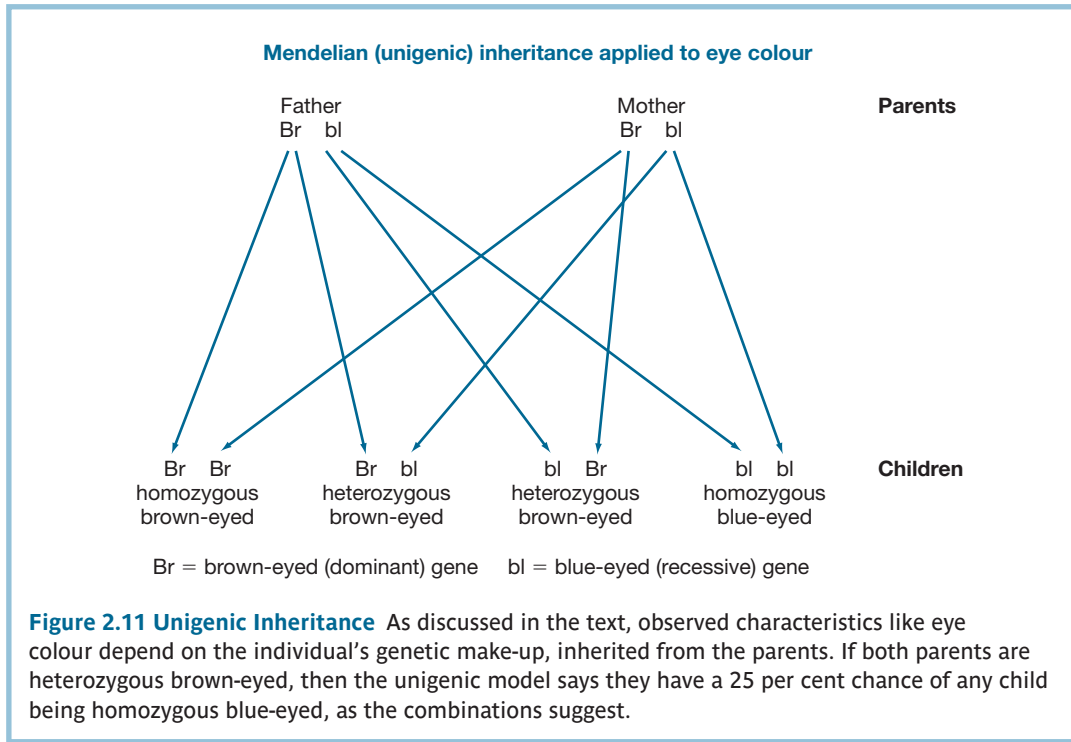 Mendelian (unigenic) inheritance applied to eye colour
Father Mother Parents
Br bl Br bl
Br Br Br bl bl Br bl bl Children
homozygous heterozygous heterozygous homozygous
brown-eyed brown-eyed brown-eyed blue-eyed
Br = brown-eyed (dominant) gene bl = blue-eyed (recessive) gene
Figure 2.11 Unigenic Inheritance As discussed in the text, observed characteristics like eye
colour depend on the individual's genetic make-up, inherited from the parents. If both parents are
heterozygous brown-eyed, then the unigenic model says they have a 25 per cent chance of any child
being homozygous blue-eyed, as the combinations suggest.